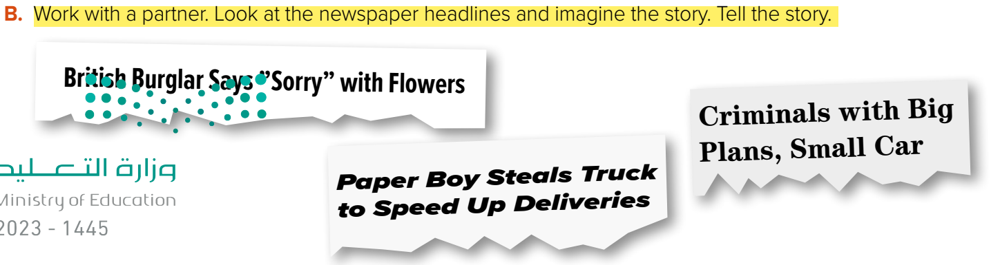 B. Work with a partner. Look at the newspaper headlines and imagine the story. Tell the story.
British Burglar Says ”Sorry” with Flowers
Criminals with Big
Plans, Small Car
Paper Boy Steals Truck
to Speed Up Deliveries
وزارة التعليم
Ministry of Education
2023 - 1445